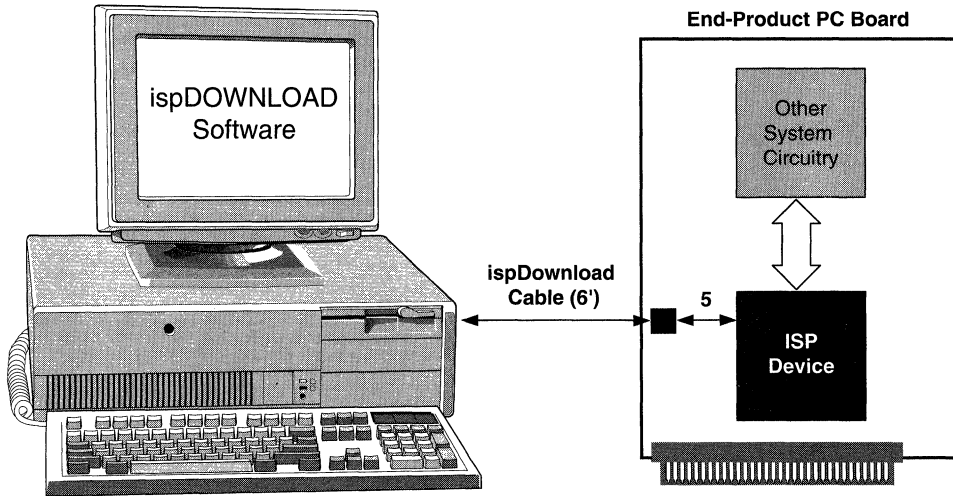 End-Product PC Board
ispDOWNLOAD
Software
Other
System
Circuitry
ispDownload
Cable (6')
5
ISP
Device